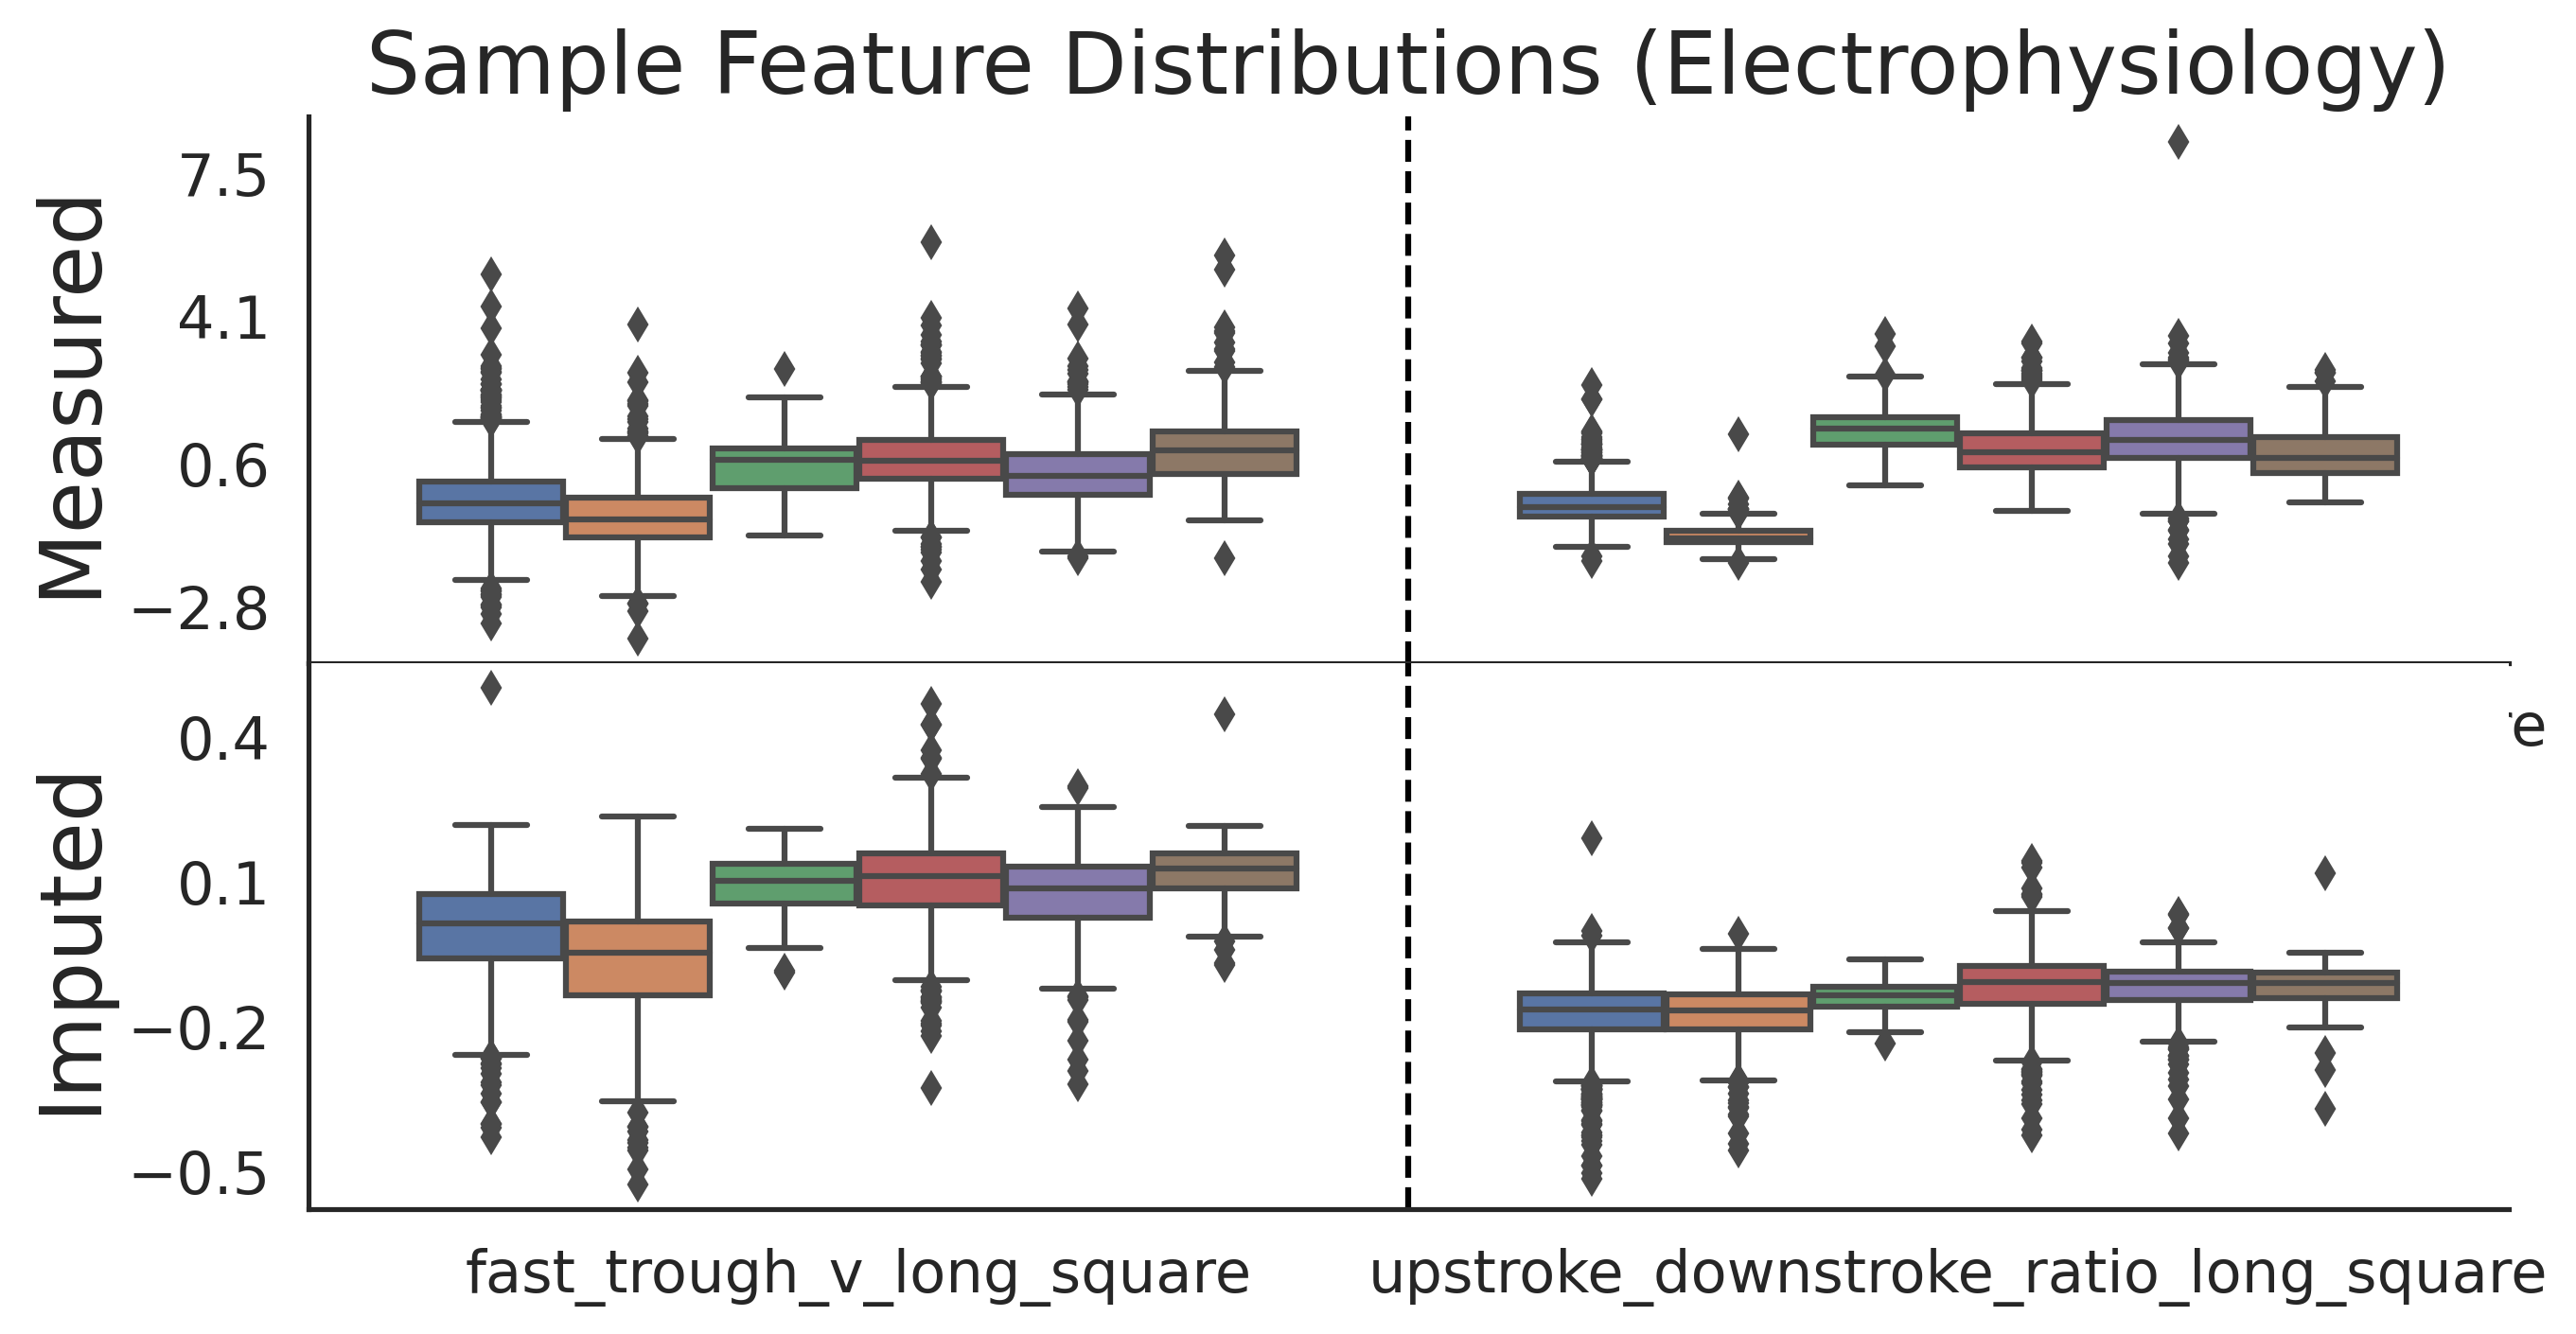 Sample Feature Distributions (Electrophysiology)
Measured
7.5
4.1
0.6
−2.8
Imputed
0.4
0.1
−0.2
−0.5
e
fast_trough_v_long_square
upstroke_downstroke_ratio_long_square